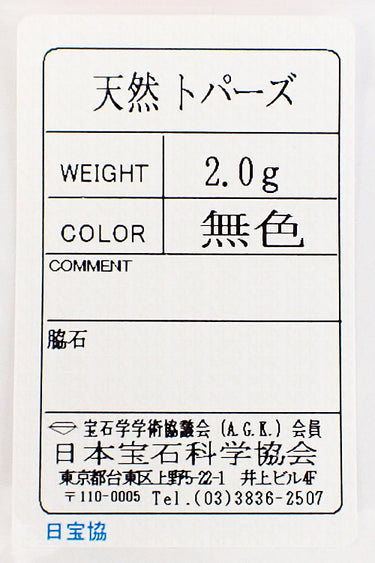 天然 トパーズ
WEIGHT 2.0g
COLOR 無色
COMMENT
脇石
宝石学学術協議会 (A.G.K.) 会員
日本宝石科学協会
東京都台東区上野5-22-1 井上ビル4F
〒110-0005 Tel.(03)3836-2507
日宝協